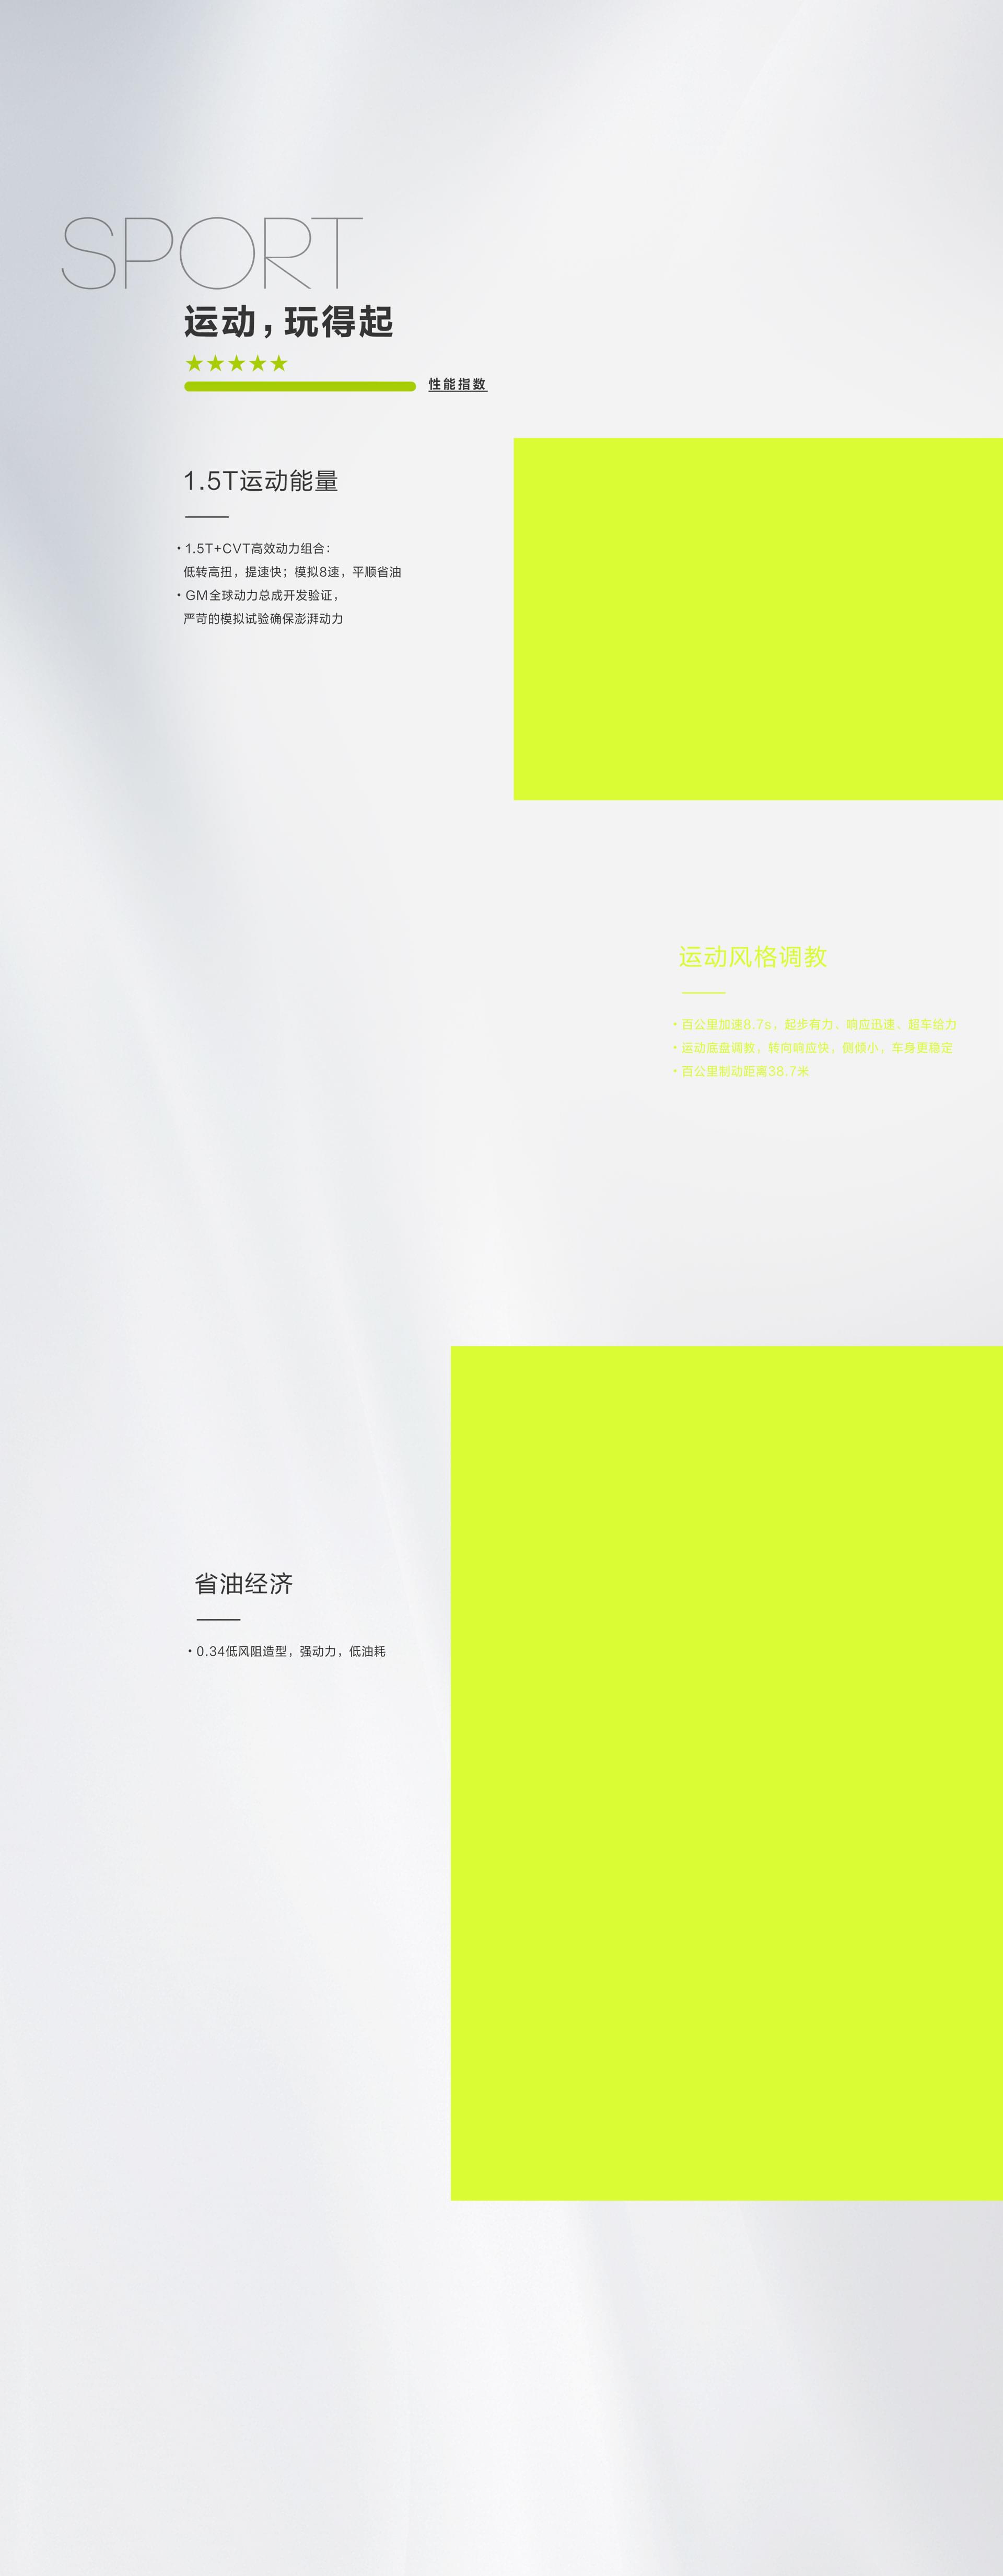 SPORT
运动，玩得起
★★★★★
性能指数
1.5T运动能量
• 1.5T+CVT高效动力组合：
低转高扭，提速快；模拟8速，平顺省油
• GM全球动力总成开发验证，
严苛的模拟试验确保澎湃动力
运动风格调教
• 百公里加速8.7s，起步有力、响应迅速、超车给力
• 运动底盘调教，转向响应快，侧倾小，车身更稳定
• 百公里制动距离38.7米
省油经济
• 0.34低风阻造型，强动力，低油耗